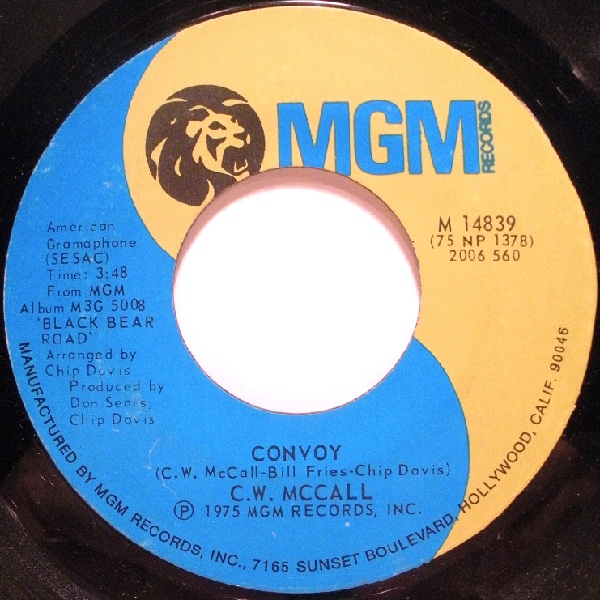 MGM
RECORDS
M 14839
(75 NP 1378)
2006 560
American
Gramaphone
(SESAC)
Time: 3:48
From MGM
Album M3G 5008
"BLACK BEAR
ROAD"
Arranged by
Chip Davis
Produced by
Don Sears,
Chip Davis
CONVOY
(C.W. McCall-Bill Fries-Chip Davis)
C.W. MCCALL
Ⓟ 1975 MGM RECORDS, INC.
MANUFACTURED BY MGM RECORDS, INC., 7165 SUNSET BOULEVARD, HOLLYWOOD, CALIF. 90046